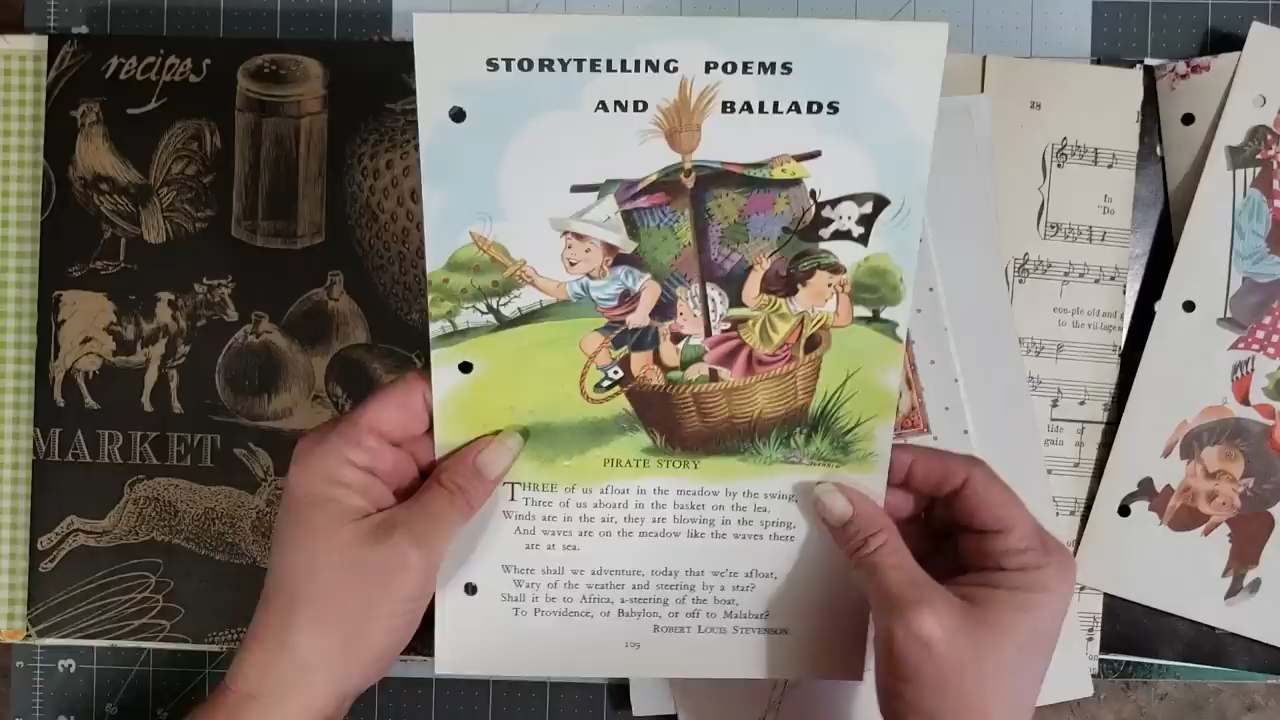 recipes
MARKET
STORYTELLING POEMS
AND BALLADS
PIRATE STORY
THREE of us afloat in the meadow by the swing,
Three of us aboard in the basket on the lea,
Winds are in the air, they are blowing in the spring,
And waves are on the meadow like the waves there
are at sea.
Where shall we adventure, today that we're afloat,
Wary of the weather and steering by a star?
Shall it be to Africa, a-steering of the boat,
To Providence, or Babylon, or off to Malabar?
ROBERT LOUIS STEVENSON
109
28
In
"Do
cou-ple old and
to the vil-lagers
tide of
gain as
3